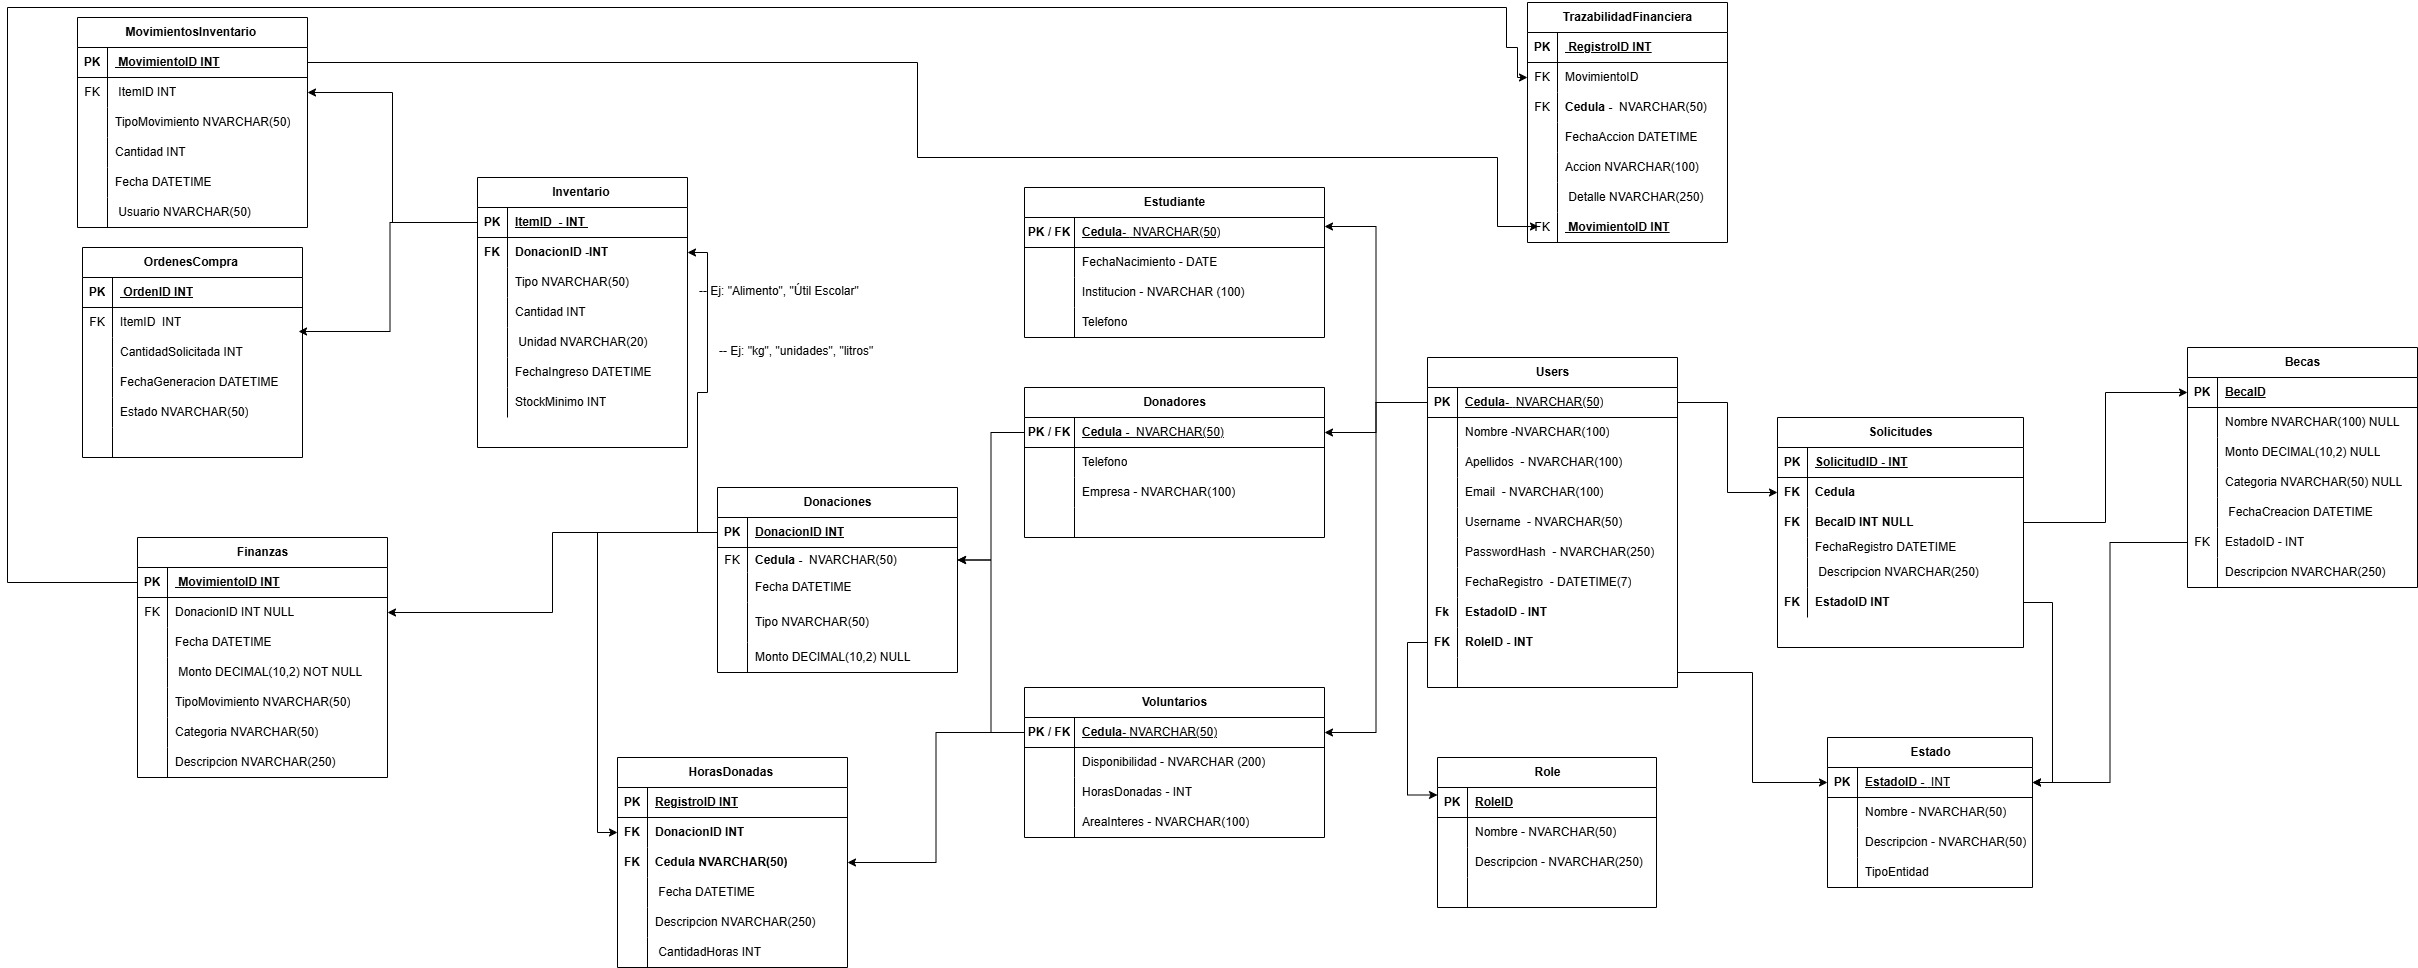 MovimientosInventario
PK MovimientoID INT
FK ItemID INT
TipoMovimiento NVARCHAR(50)
Cantidad INT
Fecha DATETIME
Usuario NVARCHAR(50)
OrdenesCompra
PK OrdenID INT
FK ItemID INT
CantidadSolicitada INT
FechaGeneracion DATETIME
Estado NVARCHAR(50)
Inventario
PK ItemID - INT
FK DonacionID -INT
Tipo NVARCHAR(50)
Cantidad INT
Unidad NVARCHAR(20)
FechaIngreso DATETIME
StockMinimo INT
-- Ej: "Alimento", "Útil Escolar"
-- Ej: "kg", "unidades", "litros"
Finanzas
PK MovimientoID INT
FK DonacionID INT NULL
Fecha DATETIME
Monto DECIMAL(10,2) NOT NULL
TipoMovimiento NVARCHAR(50)
Categoria NVARCHAR(50)
Descripcion NVARCHAR(250)
Donaciones
PK DonacionID INT
FK Cedula - NVARCHAR(50)
Fecha DATETIME
Tipo NVARCHAR(50)
Monto DECIMAL(10,2) NULL
HorasDonadas
PK RegistroID INT
FK DonacionID INT
FK Cedula NVARCHAR(50)
Fecha DATETIME
Descripcion NVARCHAR(250)
CantidadHoras INT
Estudiante
PK / FK Cedula- NVARCHAR(50)
FechaNacimiento - DATE
Institucion - NVARCHAR (100)
Telefono
Donadores
PK / FK Cedula - NVARCHAR(50)
Telefono
Empresa - NVARCHAR(100)
Voluntarios
PK / FK Cedula- NVARCHAR(50)
Disponibilidad - NVARCHAR (200)
HorasDonadas - INT
AreaInteres - NVARCHAR(100)
TrazabilidadFinanciera
PK RegistroID INT
FK MovimientoID
FK Cedula - NVARCHAR(50)
FechaAccion DATETIME
Accion NVARCHAR(100)
Detalle NVARCHAR(250)
FK MovimientoID INT
Users
PK Cedula- NVARCHAR(50)
Nombre -NVARCHAR(100)
Apellidos - NVARCHAR(100)
Email - NVARCHAR(100)
Username - NVARCHAR(50)
PasswordHash - NVARCHAR(250)
FechaRegistro - DATETIME(7)
Fk EstadoID - INT
FK RoleID - INT
Role
PK RoleID
Nombre - NVARCHAR(50)
Descripcion - NVARCHAR(250)
Solicitudes
PK SolicitudID - INT
FK Cedula
FK BecaID INT NULL
FechaRegistro DATETIME
Descripcion NVARCHAR(250)
FK EstadoID INT
Estado
PK EstadoID - INT
Nombre - NVARCHAR(50)
Descripcion - NVARCHAR(50)
TipoEntidad
Becas
PK BecaID
Nombre NVARCHAR(100) NULL
Monto DECIMAL(10,2) NULL
Categoria NVARCHAR(50) NULL
FechaCreacion DATETIME
FK EstadoID - INT
Descripcion NVARCHAR(250)